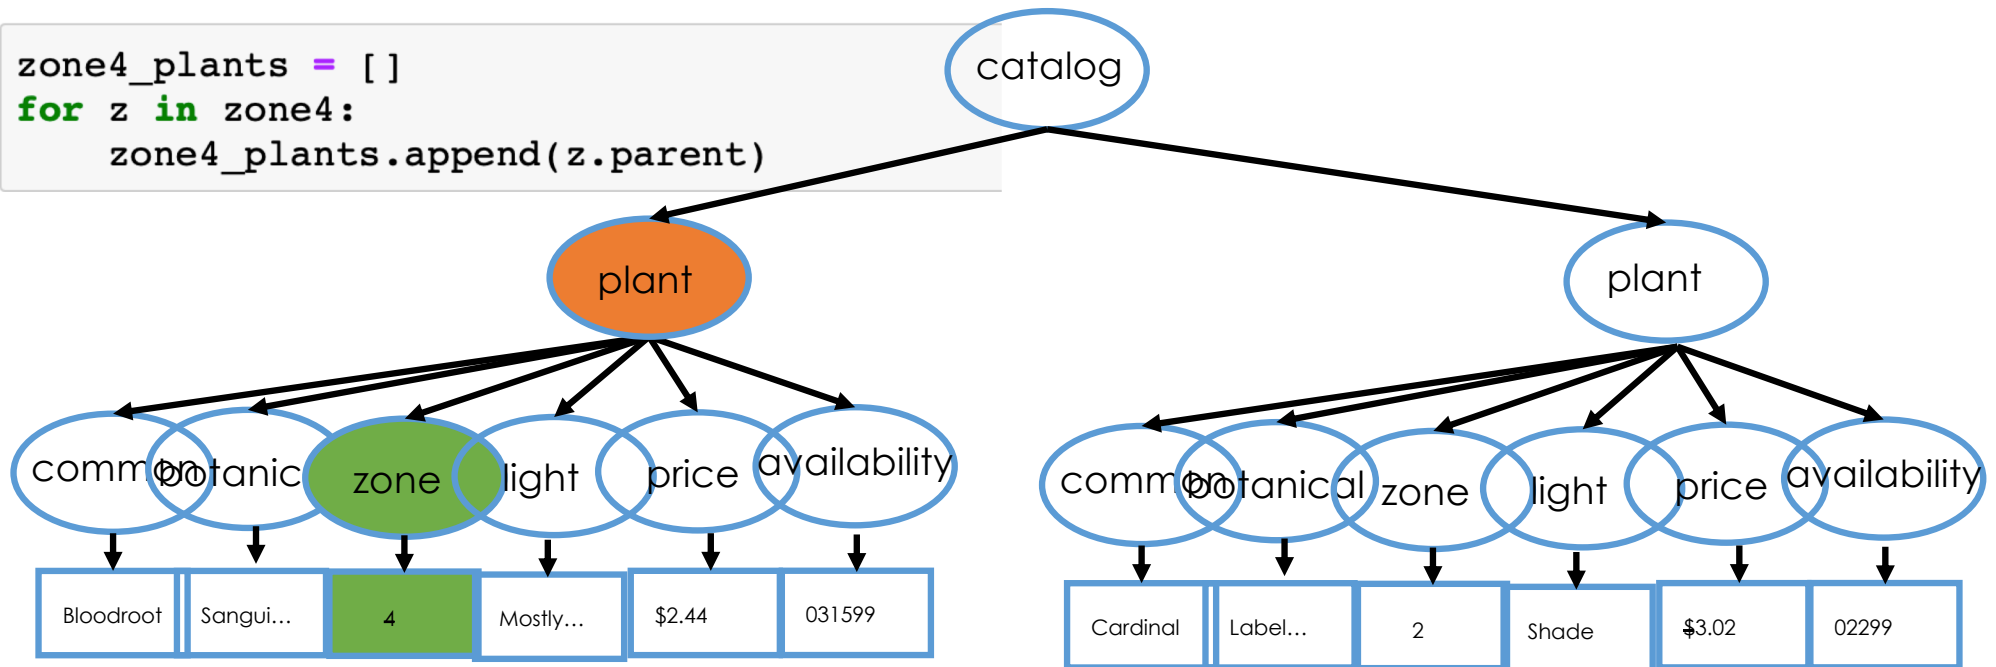 zone4_plants = []
for z in zone4:
    zone4_plants.append(z.parent)
catalog
plant
plant
common botanic zone light price availability
common botanical zone light price availability
Bloodroot Sangui... 4 Mostly... $2.44 031599
Cardinal Label... 2 Shade $3.02 02299